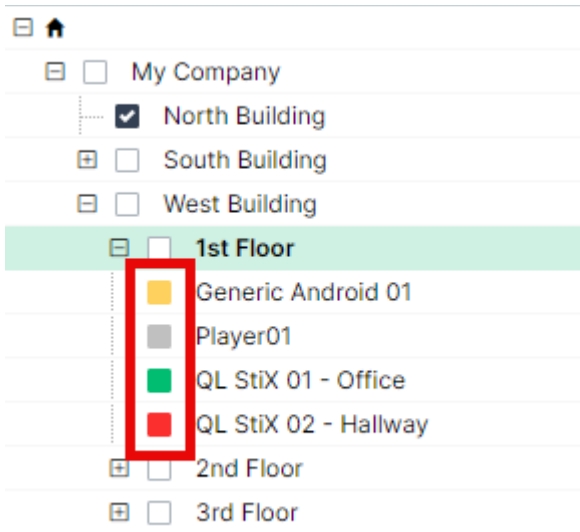 My Company
North Building
South Building
West Building
1st Floor
Generic Android 01
Player01
QL StiX 01 - Office
QL StiX 02 - Hallway
2nd Floor
3rd Floor